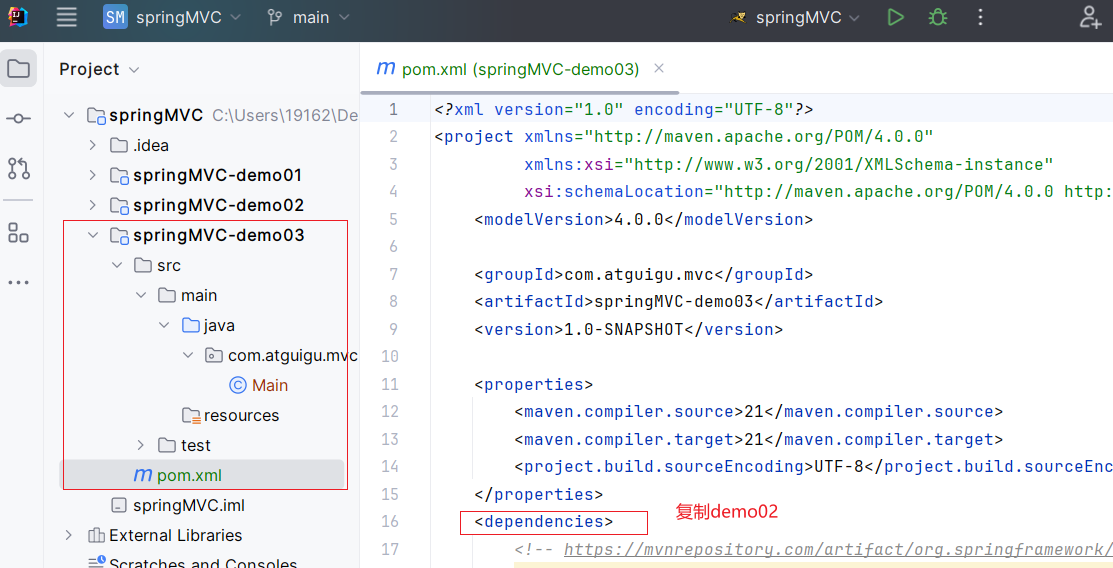 SM springMVC main springMVC
Project
springMVC C:\Users\19162\De
.idea
springMVC-demo01
springMVC-demo02
springMVC-demo03
src
main
java
com.atguigu.mvc
Main
resources
test
pom.xml
springMVC.iml
External Libraries
Scratches and Consoles
pom.xml (springMVC-demo03)
1 <?xml version="1.0" encoding="UTF-8"?>
2 <project xmlns="http://maven.apache.org/POM/4.0.0"
3 xmlns:xsi="http://www.w3.org/2001/XMLSchema-instance"
4 xsi:schemaLocation="http://maven.apache.org/POM/4.0.0 http:
5 <modelVersion>4.0.0</modelVersion>
6
7 <groupId>com.atguigu.mvc</groupId>
8 <artifactId>springMVC-demo03</artifactId>
9 <version>1.0-SNAPSHOT</version>
10
11 <properties>
12 <maven.compiler.source>21</maven.compiler.source>
13 <maven.compiler.target>21</maven.compiler.target>
14 <project.build.sourceEncoding>UTF-8</project.build.sourceEnc
15 </properties>
16 <dependencies> 复制demo02
17 <!-- https://mvnrepository.com/artifact/org.springframework/